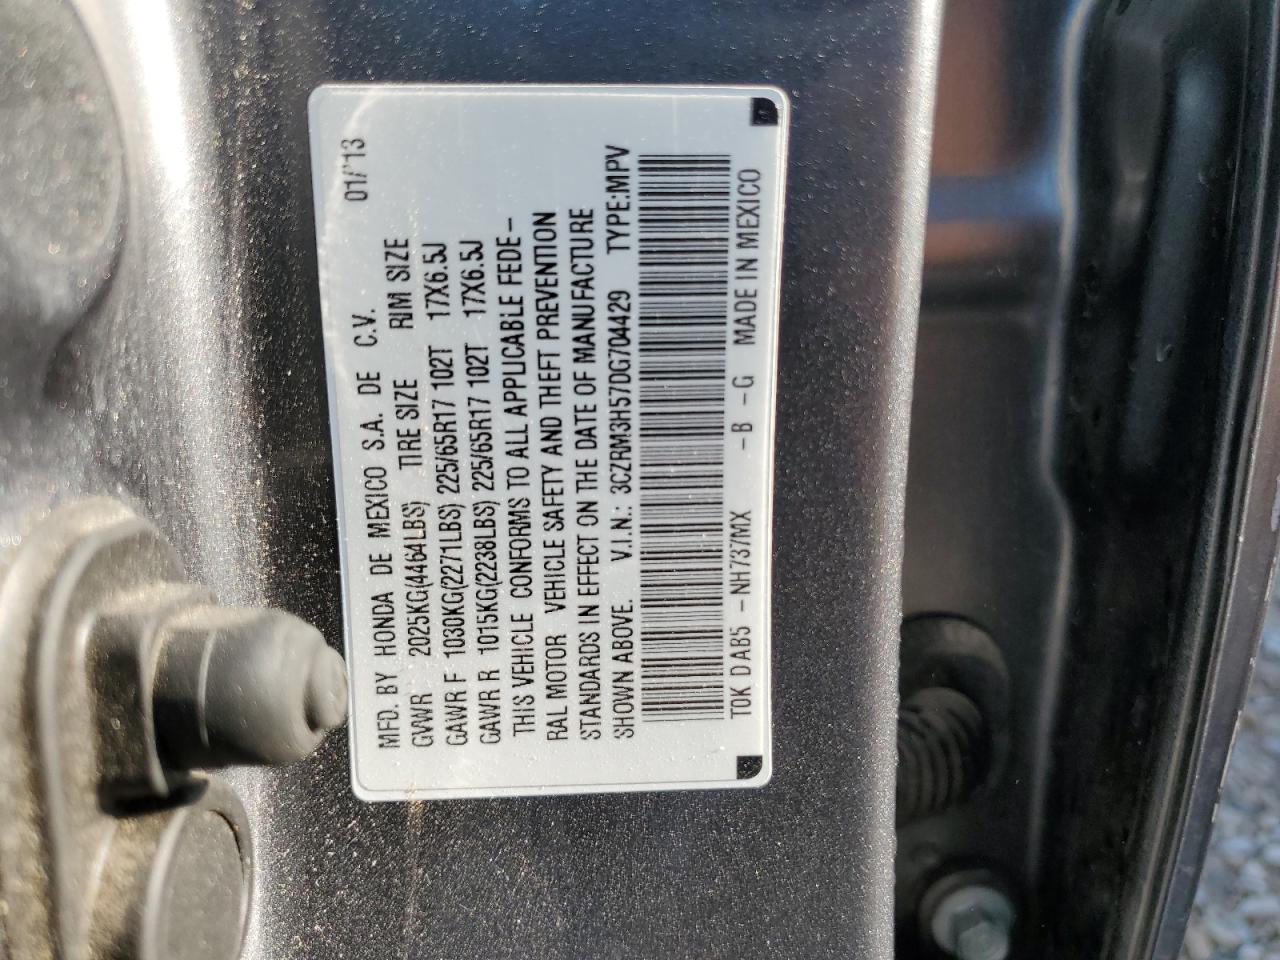 MFD. BY HONDA DE MEXICO S.A. DE C.V. 01/'13
GVWR 2025KG(4464LBS) TIRE SIZE RIM SIZE
GAWR F 1030KG(2271LBS) 225/65R17 102T 17X6.5J
GAWR R 1015KG(2238LBS) 225/65R17 102T 17X6.5J
THIS VEHICLE CONFORMS TO ALL APPLICABLE FEDE-
RAL MOTOR VEHICLE SAFETY AND THEFT PREVENTION
STANDARDS IN EFFECT ON THE DATE OF MANUFACTURE
SHOWN ABOVE. V.I.N.: 3CZRM3H57DG704429 TYPE:MPV
T0K D AB5 -NH737MX -B -G MADE IN MEXICO